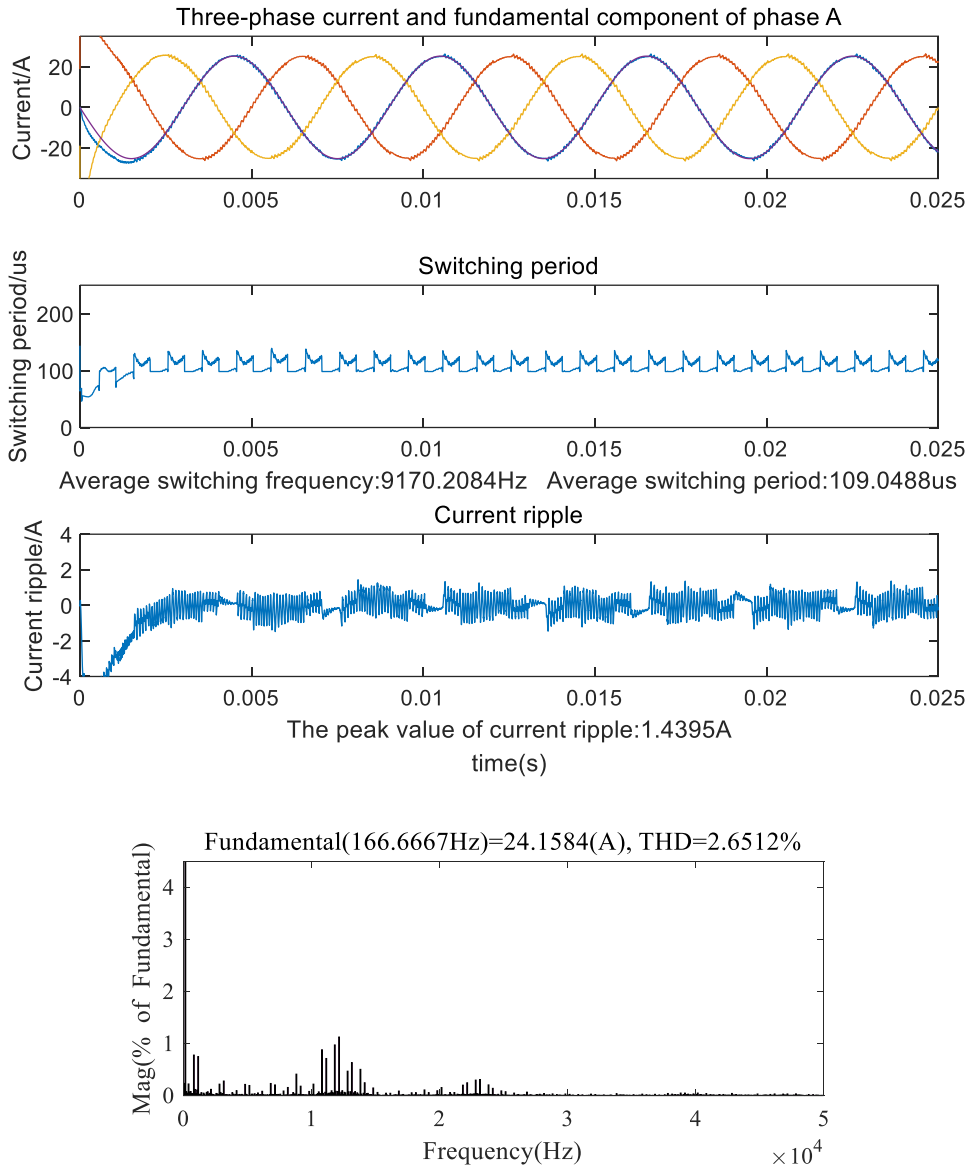 Three-phase current and fundamental component of phase A
Current/A
20
0
-20
0 0.005 0.01 0.015 0.02 0.025
Switching period
Switching period/us
200
100
0
0 0.005 0.01 0.015 0.02 0.025
Average switching frequency:9170.2084Hz Average switching period:109.0488us
Current ripple
Current ripple/A
4
2
0
-2
-4
0 0.005 0.01 0.015 0.02 0.025
The peak value of current ripple:1.4395A
time(s)
Fundamental(166.6667Hz)=24.1584(A), THD=2.6512%
Mag(% of Fundamental)
4
3
2
1
0
0 1 2 3 4 5
Frequency(Hz)
×10^4